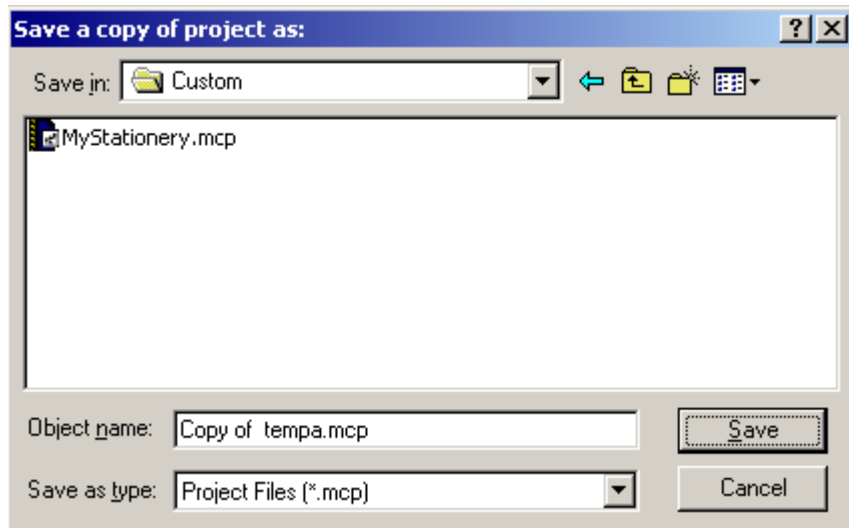 Save a copy of project as:
Save in: Custom
MyStationery.mcp
Object name: Copy of  tempa.mcp Save
Save as type: Project Files (*.mcp) Cancel